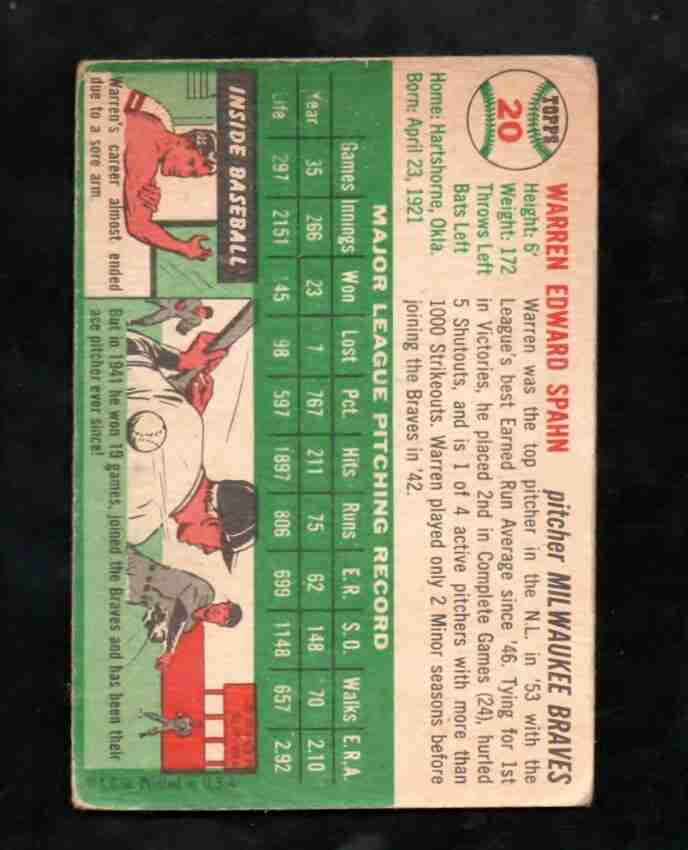 TOPPS
20
WARREN EDWARD SPAHN
pitcher MILWAUKEE BRAVES
Height: 6'
Weight: 172
Throws Left
Bats Left
Home: Hartshorne, Okla.
Born: April 23, 1921
Warren was the top pitcher in the N.L. in '53 with the
League's best Earned Run Average since '46. Tying for 1st
in Victories, he placed 2nd in Complete Games (24), hurled
5 Shutouts, and is 1 of 4 active pitchers with more than
1000 Strikeouts. Warren played only 2 Minor seasons before
joining the Braves in '42.
MAJOR LEAGUE PITCHING RECORD
Games Innings Won Lost Pct. Hits Runs E.R. S.O. Walks E.R.A.
Year 35 266 23 7 .767 211 75 62 148 70 2.10
Life 297 2151 145 98 .597 1897 806 699 1148 657 2.92
INSIDE BASEBALL
Warren's career almost ended
due to a sore arm.
But in 1941 he won 19 games, joined the Braves and has been their
ace pitcher ever since!